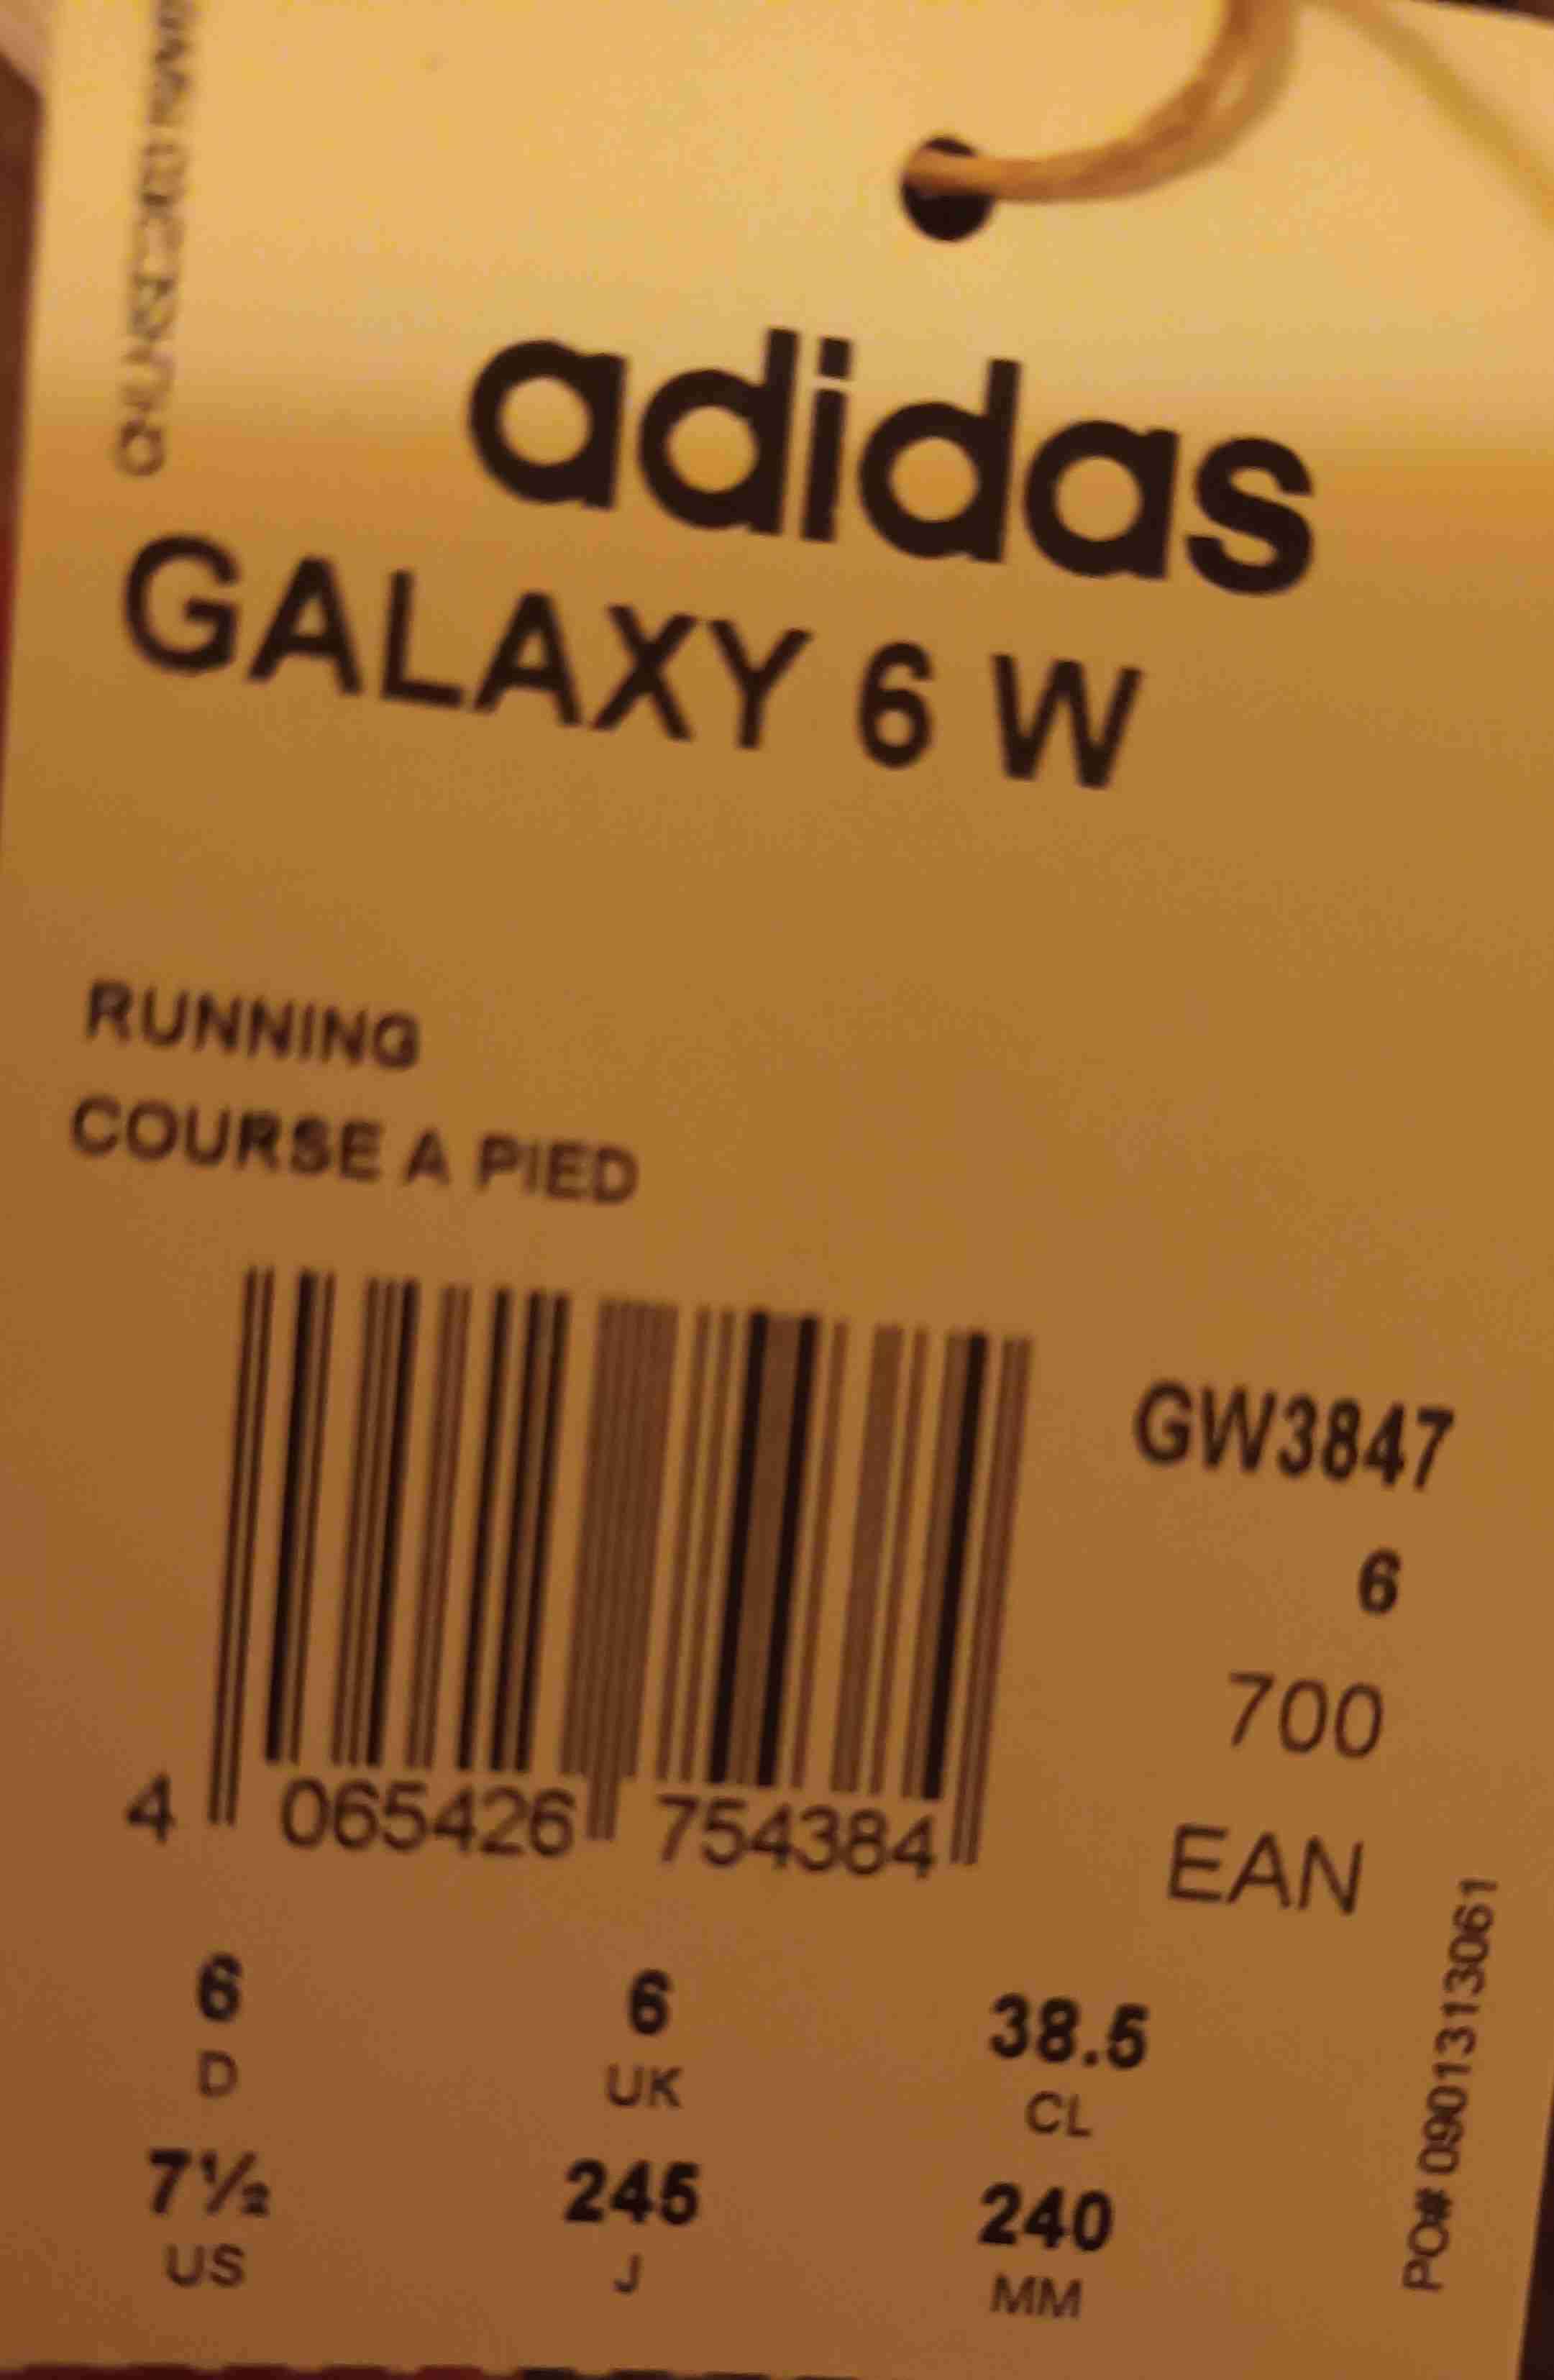 adidas
GALAXY 6 W
RUNNING
COURSE A PIED
GW3847
6
700
EAN
4 065426 754384
6 6 38.5
D UK CL
7½ 245 240
US J MM
PO# 0901313061